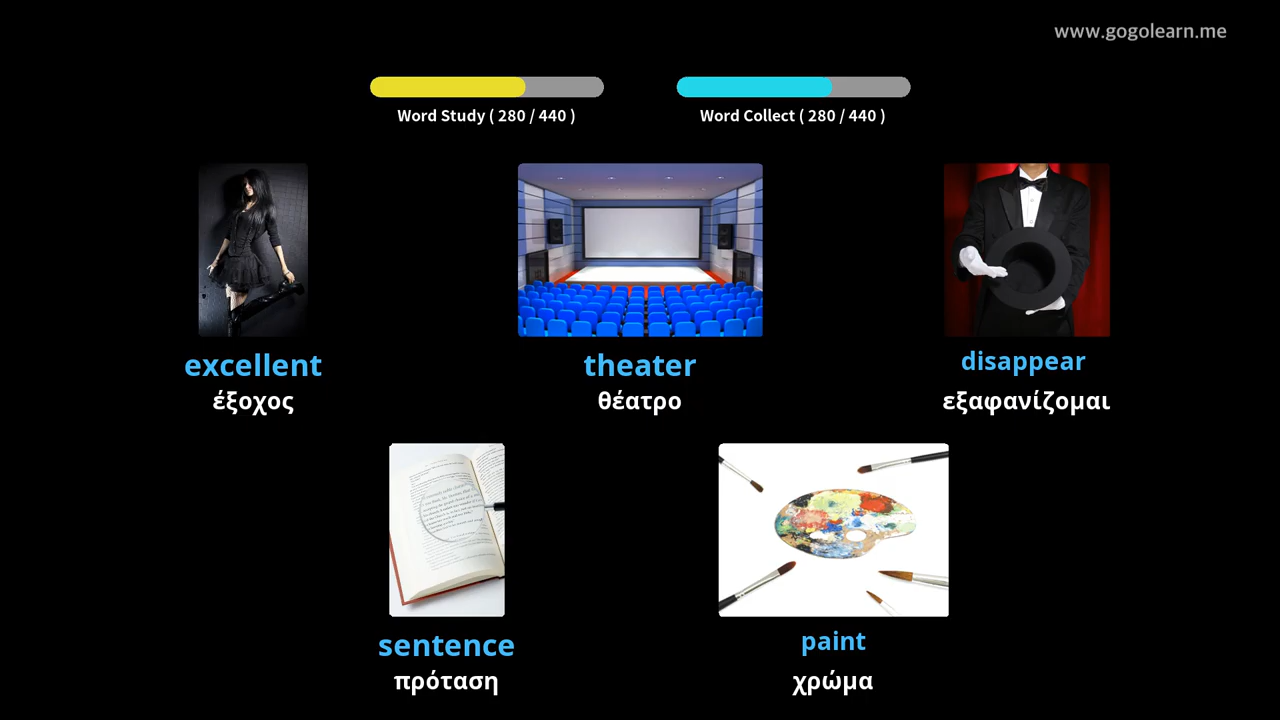 www.gogolearn.me
Word Study ( 280 / 440 )
Word Collect ( 280 / 440 )
excellent
έξοχος
theater
θέατρο
disappear
εξαφανίζομαι
sentence
πρόταση
paint
χρώμα